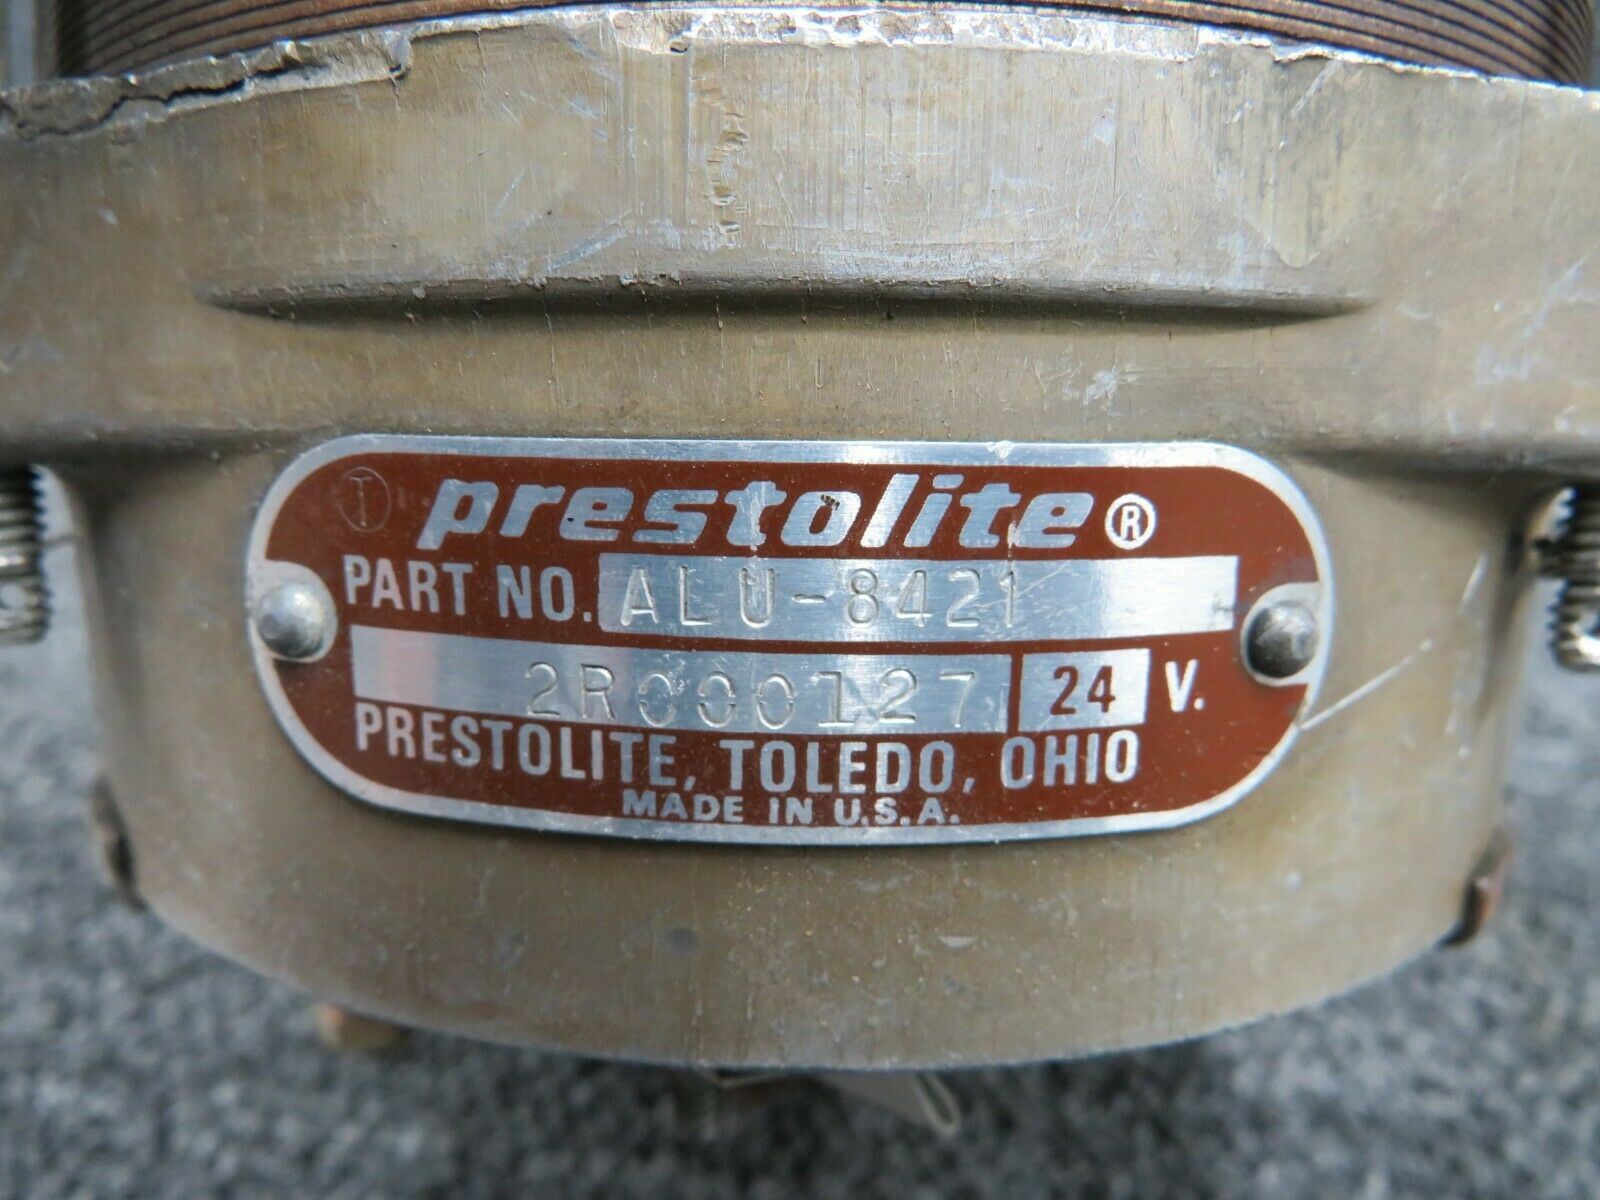 T prestolite ®
PART NO. ALU-8421
2R000127 24 V.
PRESTOLITE, TOLEDO, OHIO
MADE IN U.S.A.